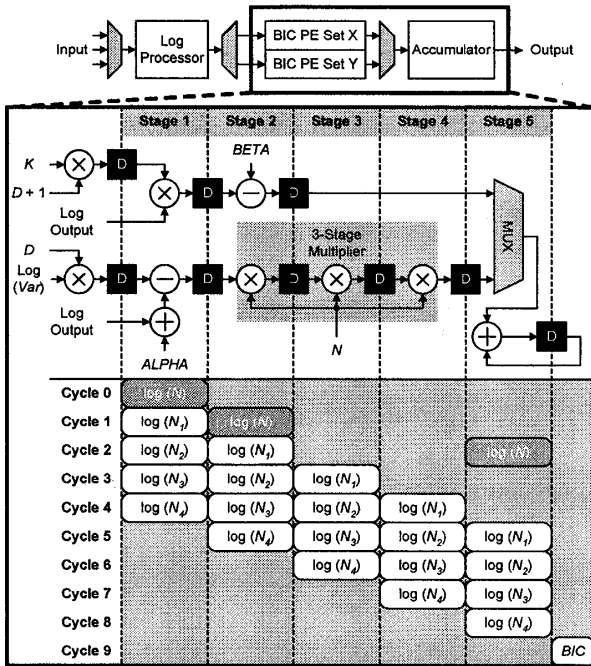 Input
Log
Processor
BIC PE Set X
BIC PE Set Y
Accumulator
Output
Stage 1 Stage 2 Stage 3 Stage 4 Stage 5
K
D + 1
D
×
×
D
BETA
−
D
MUX
Log
Output
D
Log
(Var)
×
D
−
D
3-Stage
Multiplier
×
D
×
D
×
D
Log
Output
+
ALPHA
N
+
D
Cycle 0 log (N)
Cycle 1 log (N1) log (N)
Cycle 2 log (N2) log (N1) log (N)
Cycle 3 log (N3) log (N2) log (N1)
Cycle 4 log (N4) log (N3) log (N2) log (N1)
Cycle 5 log (N4) log (N3) log (N2) log (N1)
Cycle 6 log (N4) log (N3) log (N2)
Cycle 7 log (N4) log (N3)
Cycle 8 log (N4)
Cycle 9 BIC